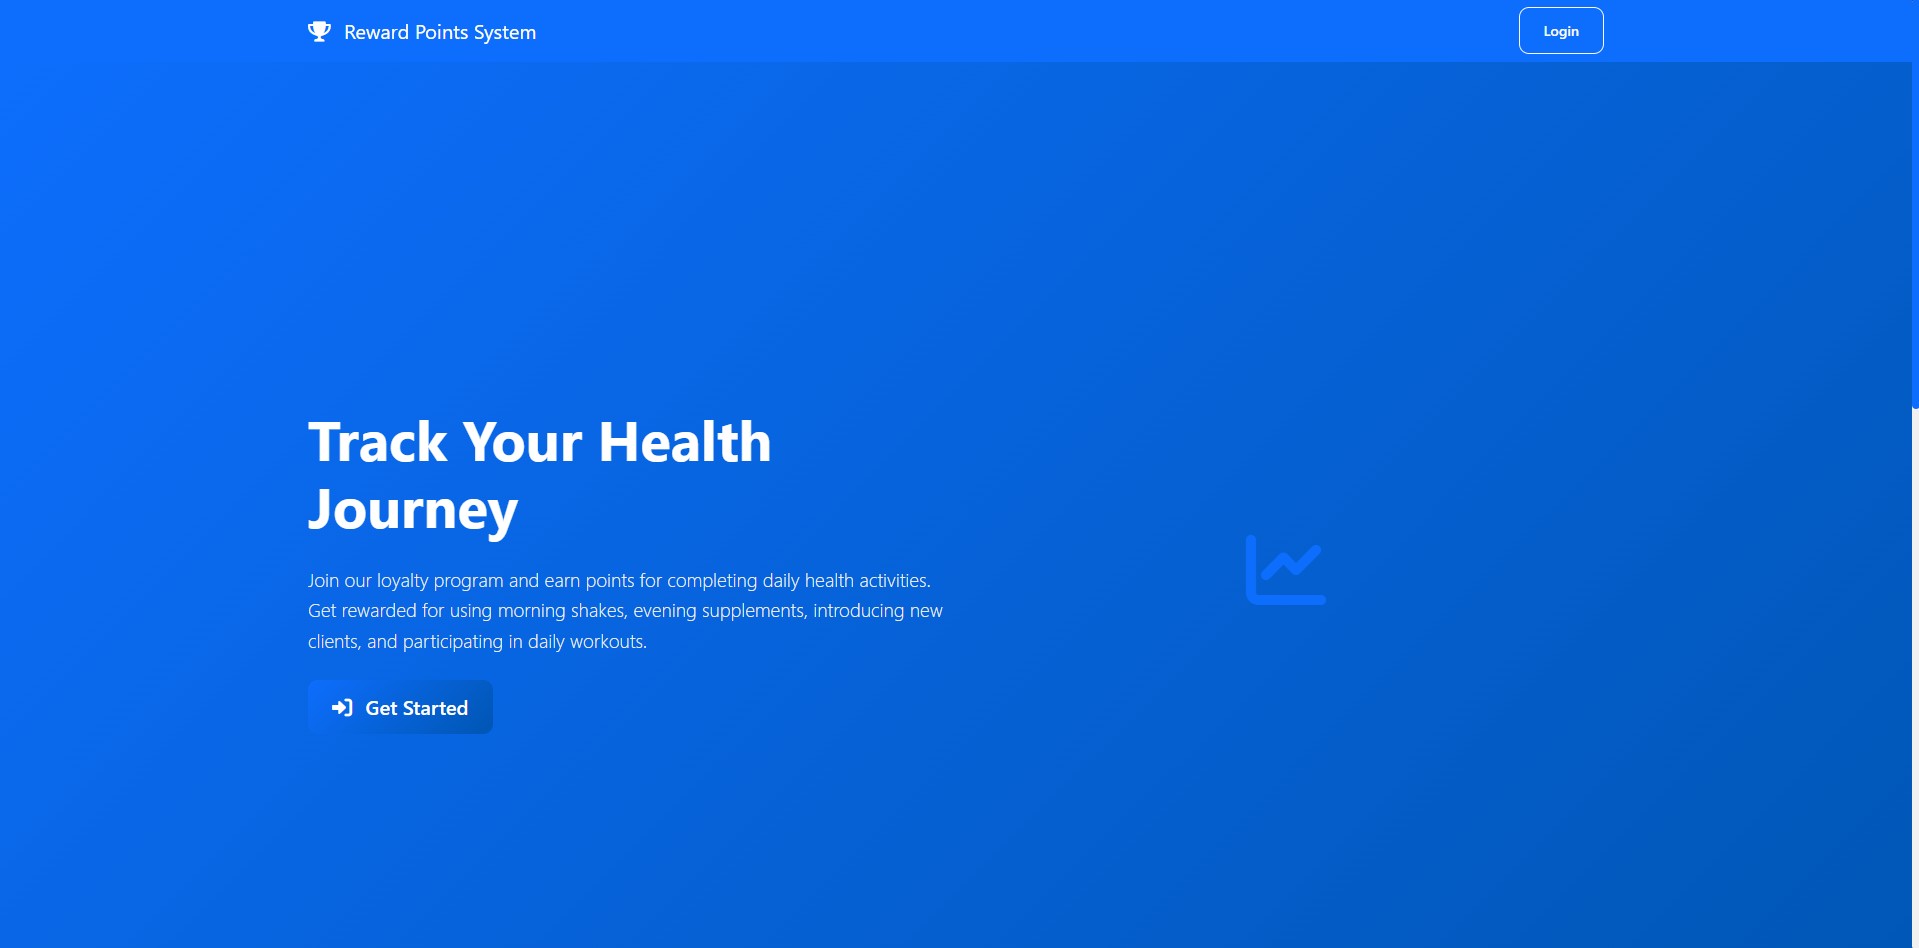 Reward Points System
Login
Track Your Health
Journey
Join our loyalty program and earn points for completing daily health activities.
Get rewarded for using morning shakes, evening supplements, introducing new
clients, and participating in daily workouts.
Get Started